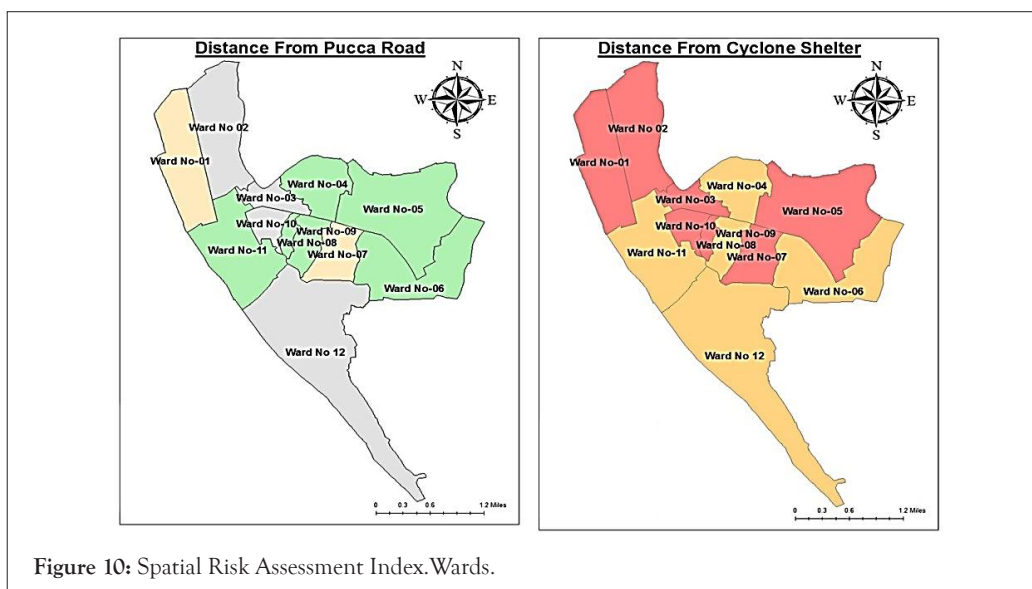 Distance From Pucca Road
N
W E
S
Ward No 02
Ward No-01
Ward No-04
Ward No-03
Ward No-05
Ward No-10
Ward No-09
Ward No-08
Ward No-11
Ward No-07
Ward No-06
Ward No 12
0 0.3 0.6 1.2 Miles
Distance From Cyclone Shelter
N
W E
S
Ward No 02
Ward No-01
Ward No-04
Ward No-03
Ward No-05
Ward No-10
Ward No-09
Ward No-08
Ward No-11
Ward No-07
Ward No-06
Ward No 12
0 0.3 0.6 1.2 Miles
Figure 10: Spatial Risk Assessment Index.Wards.